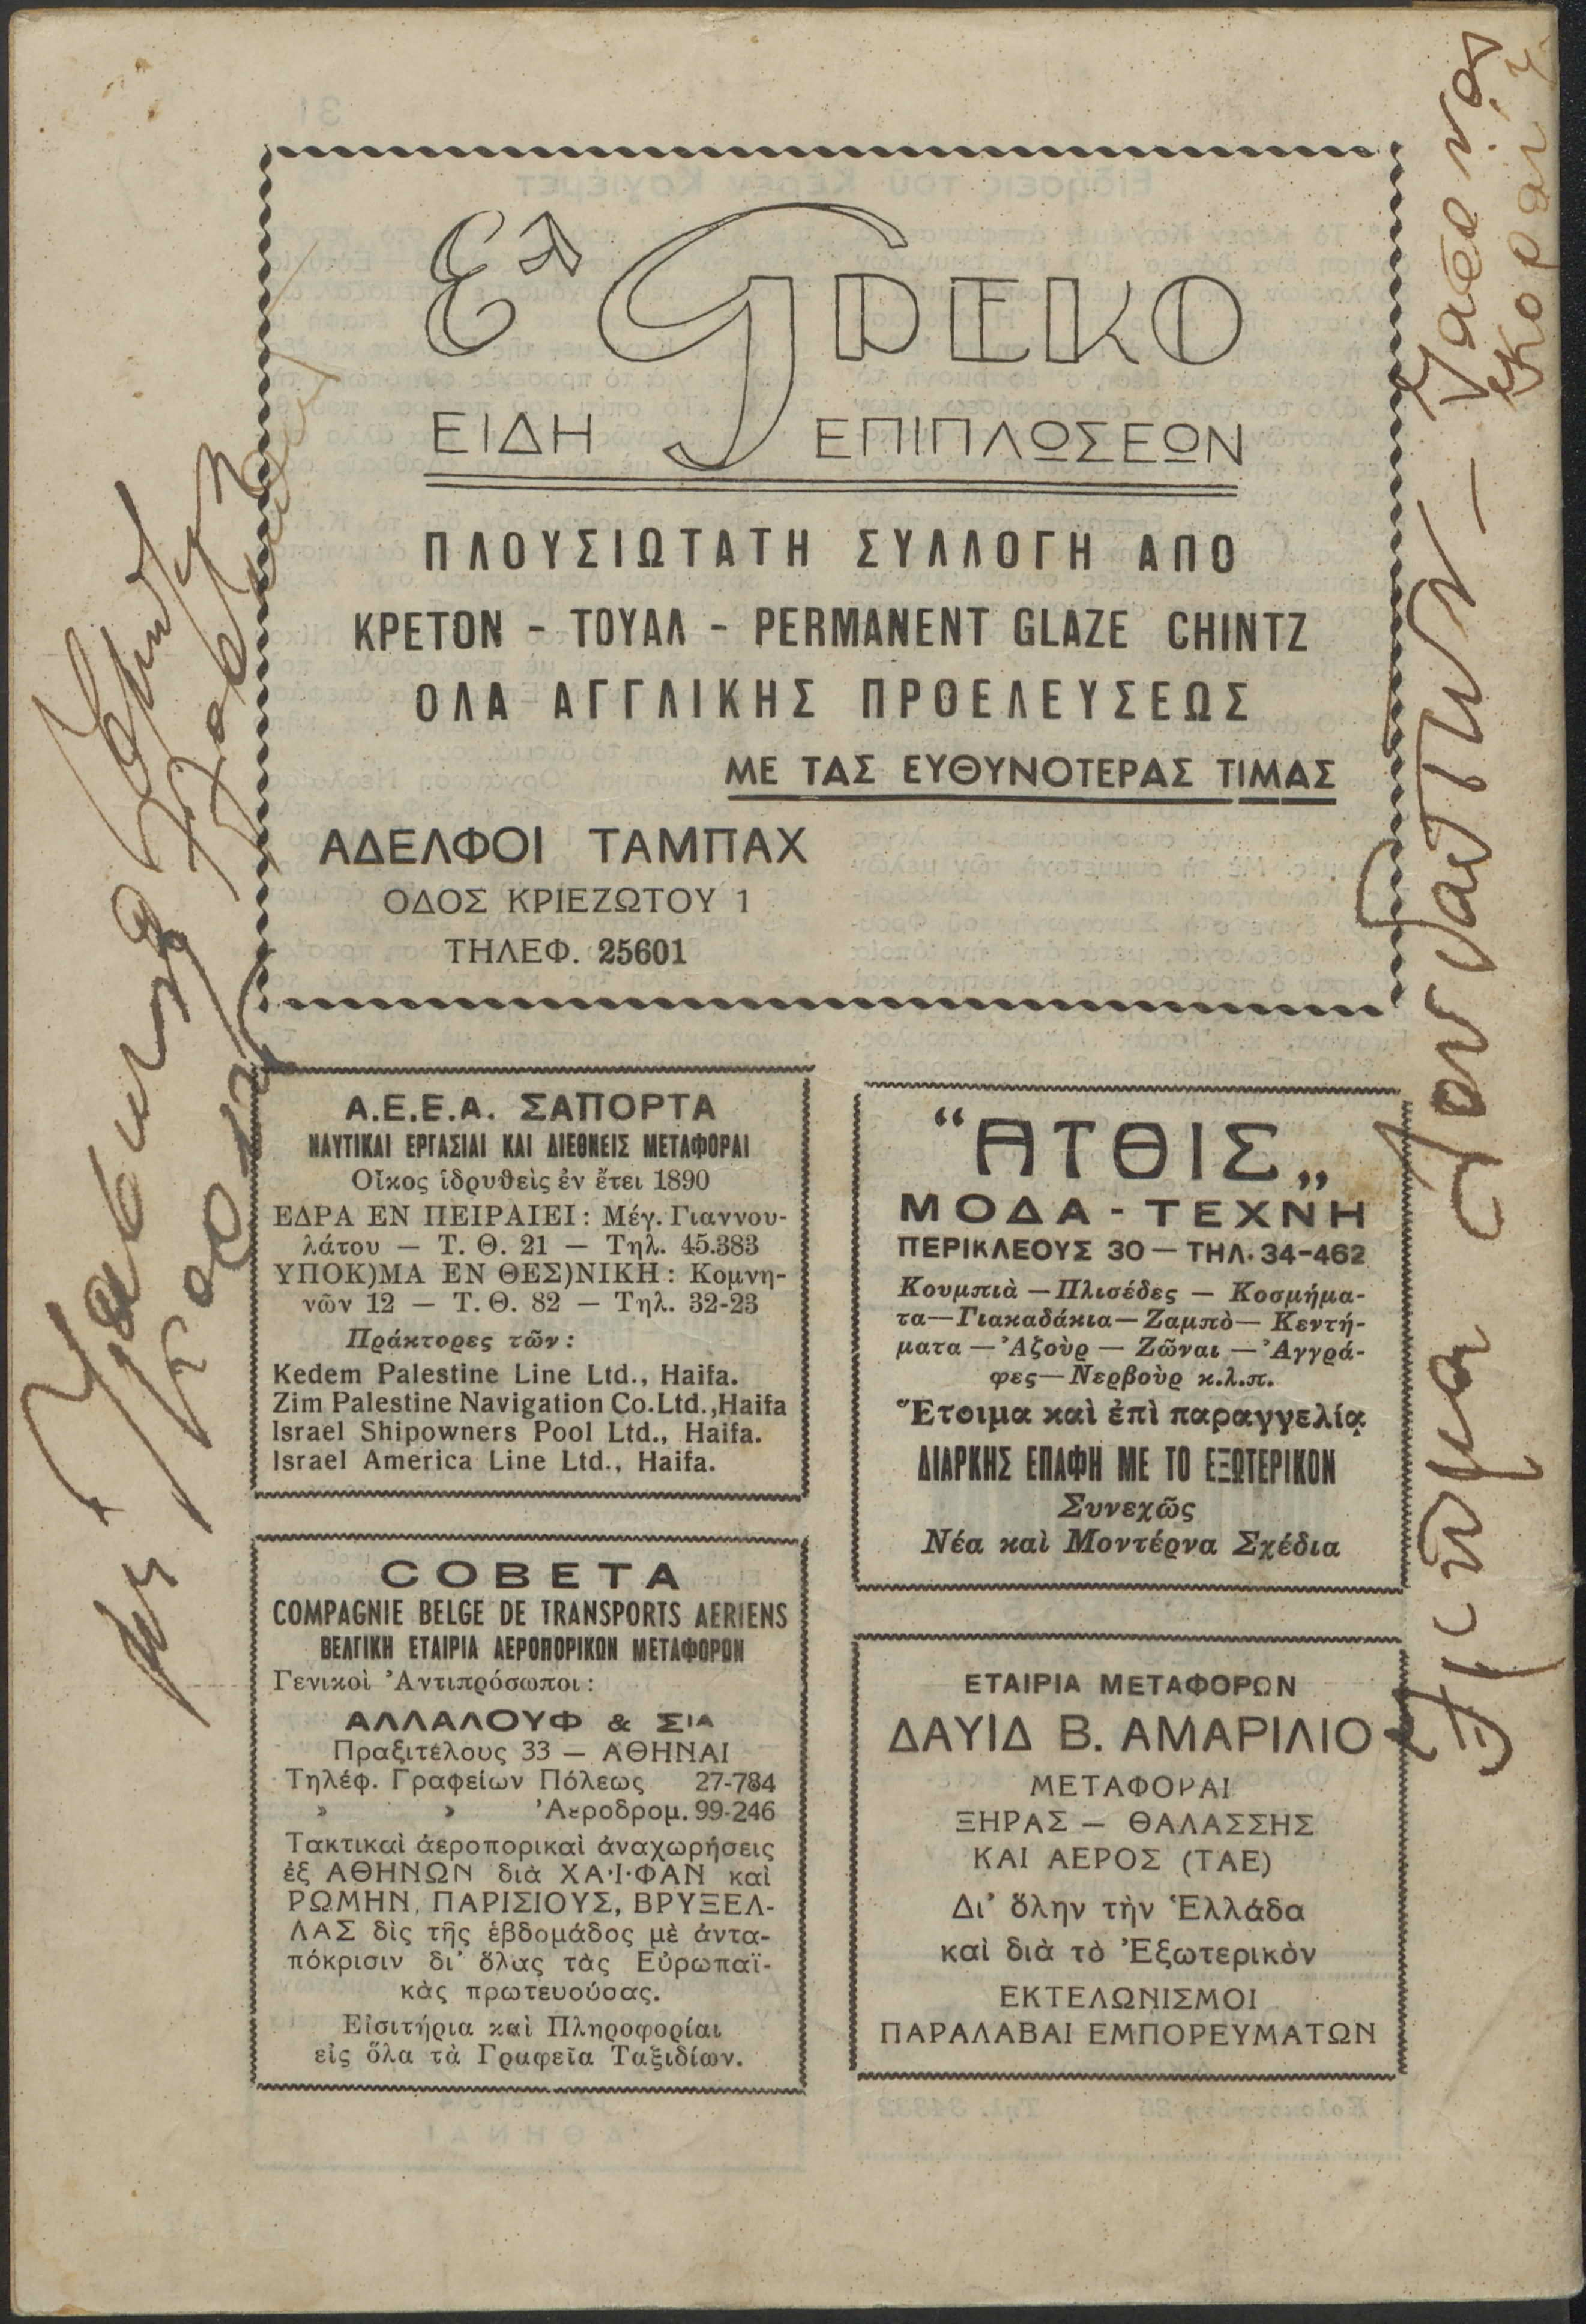 Ελ ΓΡΕΚΟ
ΕΙΔΗ ΕΠΙΠΛΩΣΕΩΝ
ΠΛΟΥΣΙΩΤΑΤΗ ΣΥΛΛΟΓΗ ΑΠΟ
ΚΡΕΤΟΝ - ΤΟΥΑΛ - PERMANENT GLAZE CHINTZ
ΟΛΑ ΑΓΓΛΙΚΗΣ ΠΡΟΕΛΕΥΣΕΩΣ
ΜΕ ΤΑΣ ΕΥΘΥΝΟΤΕΡΑΣ ΤΙΜΑΣ
ΑΔΕΛΦΟΙ ΤΑΜΠΑΧ
ΟΔΟΣ ΚΡΙΕΖΩΤΟΥ 1
ΤΗΛΕΦ. 25601
Α.Ε.Ε.Α. ΣΑΠΟΡΤΑ
ΝΑΥΤΙΚΑΙ ΕΡΓΑΣΙΑΙ ΚΑΙ ΔΙΕΘΝΕΙΣ ΜΕΤΑΦΟΡΑΙ
Οἶκος ἱδρυθεὶς ἐν ἔτει 1890
ΕΔΡΑ ΕΝ ΠΕΙΡΑΙΕΙ: Μέγ. Γιαννου-
λάτου — Τ. Θ. 21 — Τηλ. 45.383
ΥΠΟΚ)ΜΑ ΕΝ ΘΕΣ)ΝΙΚΗ: Κομνη-
νῶν 12 — Τ. Θ. 82 — Τηλ. 32-23
Πράκτορες τῶν:
Kedem Palestine Line Ltd., Haifa.
Zim Palestine Navigation Co.Ltd.,Haifa
Israel Shipowners Pool Ltd., Haifa.
Israel America Line Ltd., Haifa.
COBETA
COMPAGNIE BELGE DE TRANSPORTS AERIENS
ΒΕΛΓΙΚΗ ΕΤΑΙΡΙΑ ΑΕΡΟΠΟΡΙΚΩΝ ΜΕΤΑΦΟΡΩΝ
Γενικοὶ Ἀντιπρόσωποι:
ΑΛΛΑΛΟΥΦ & ΣΙΑ
Πραξιτέλους 33 — ΑΘΗΝΑΙ
Τηλέφ. Γραφείων Πόλεως 27-784
» » Ἀεροδρομ. 99-246
Τακτικαὶ ἀεροπορικαὶ ἀναχωρήσεις
ἐξ ΑΘΗΝΩΝ διὰ ΧΑ·Ι·ΦΑΝ καὶ
ΡΩΜΗΝ, ΠΑΡΙΣΙΟΥΣ, ΒΡΥΞΕΛ-
ΛΑΣ δὶς τῆς ἑβδομάδος μὲ ἀντα-
πόκρισιν δι' ὅλας τὰς Εὐρωπαϊ-
κὰς πρωτευούσας.
Εἰσιτήρια καὶ Πληροφορίαι
εἰς ὅλα τὰ Γραφεῖα Ταξιδίων.
“ΑΤΘΙΣ„
ΜΟΔΑ - ΤΕΧΝΗ
ΠΕΡΙΚΛΕΟΥΣ 30 — ΤΗΛ. 34-462
Κουμπιὰ — Πλισέδες — Κοσμήμα-
τα — Γιακαδάκια — Ζαμπὸ — Κεντή-
ματα — Ἀζοὺρ — Ζῶναι — Ἀγγρά-
φες — Νερβοὺρ κ.λ.π.
Ἕτοιμα καὶ ἐπὶ παραγγελίᾳ
ΔΙΑΡΚΗΣ ΕΠΑΦΗ ΜΕ ΤΟ ΕΞΩΤΕΡΙΚΟΝ
Συνεχῶς
Νέα καὶ Μοντέρνα Σχέδια
ΕΤΑΙΡΙΑ ΜΕΤΑΦΟΡΩΝ
ΔΑΥΙΔ Β. ΑΜΑΡΙΛΙΟ
ΜΕΤΑΦΟΡΑΙ
ΞΗΡΑΣ — ΘΑΛΑΣΣΗΣ
ΚΑΙ ΑΕΡΟΣ (ΤΑΕ)
Δι' ὅλην τὴν Ἑλλάδα
καὶ διὰ τὸ Ἐξωτερικὸν
ΕΚΤΕΛΩΝΙΣΜΟΙ
ΠΑΡΑΛΑΒΑΙ ΕΜΠΟΡΕΥΜΑΤΩΝ